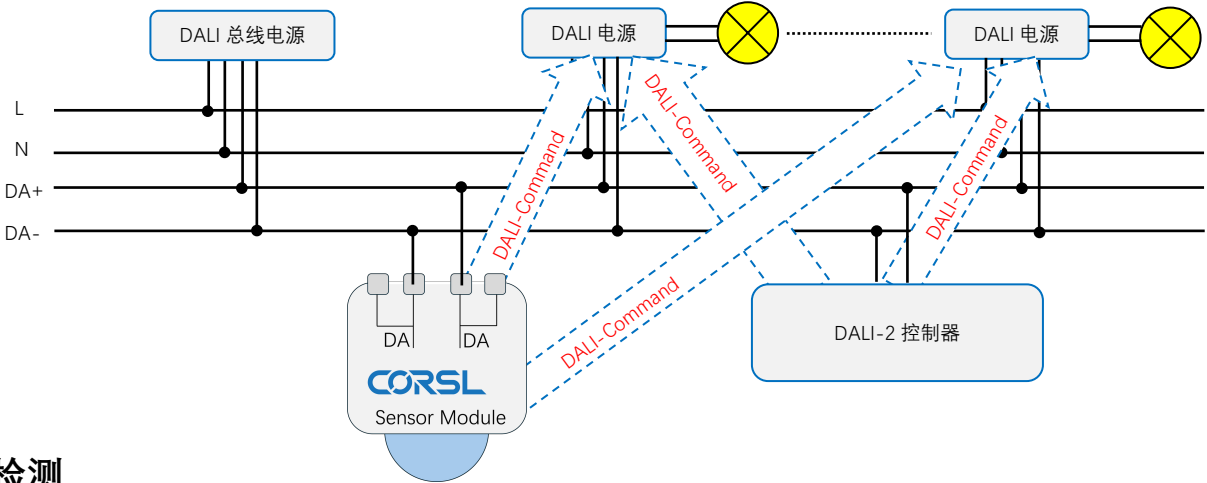 DALI 总线电源
DALI 电源
DALI 电源
L
N
DA+
DA-
DALI-Command
DALI-Command
DALI-Command
DALI-Command
DA
DA
CORSL
Sensor Module
DALI-2 控制器
检测